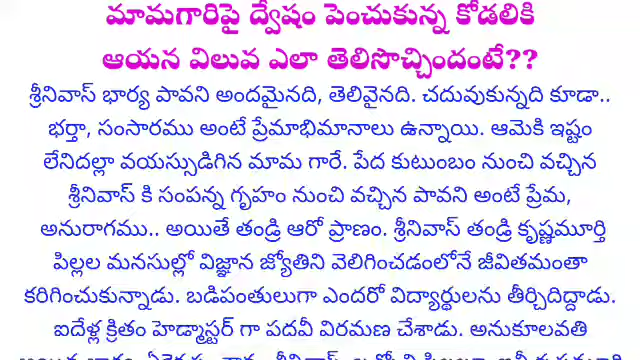 మామగారిపై ద్వేషం పెంచుకున్న కోడలికి
ఆయన విలువ ఎలా తెలిసొచ్చిందంటే??
శ్రీనివాస్ భార్య పావని అందమైనది, తెలివైనది. చదువుకున్నది కూడా..
భర్తా, సంసారము అంటే ప్రేమాభిమానాలు ఉన్నాయి. ఆమెకి ఇష్టం
లేనిదల్లా వయస్సుడిగిన మామ గారే. పేద కుటుంబం నుంచి వచ్చిన
శ్రీనివాస్ కి సంపన్న గృహం నుంచి వచ్చిన పావని అంటే ప్రేమ,
అనురాగము.. అయితే తండ్రి ఆరో ప్రాణం. శ్రీనివాస్ తండ్రి కృష్ణమూర్తి
పిల్లల మనసుల్లో విజ్ఞాన జ్యోతిని వెలిగించడంలోనే జీవితమంతా
కరిగించుకున్నాడు. బడిపంతులుగా ఎందరో విద్యార్థులను తీర్చిదిద్దాడు.
ఐదేళ్ల క్రితం హెడ్మాస్టర్ గా పదవీ విరమణ చేశాడు. అనుకూలవతి